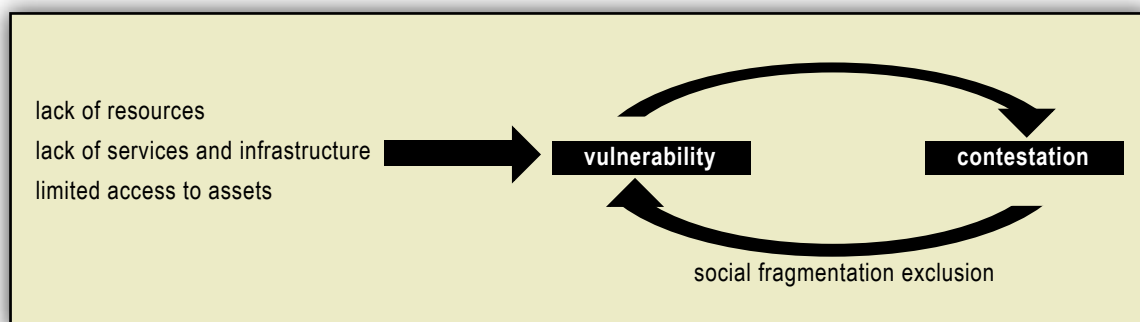 lack of resources
lack of services and infrastructure
limited access to assets
vulnerability
contestation
social fragmentation exclusion